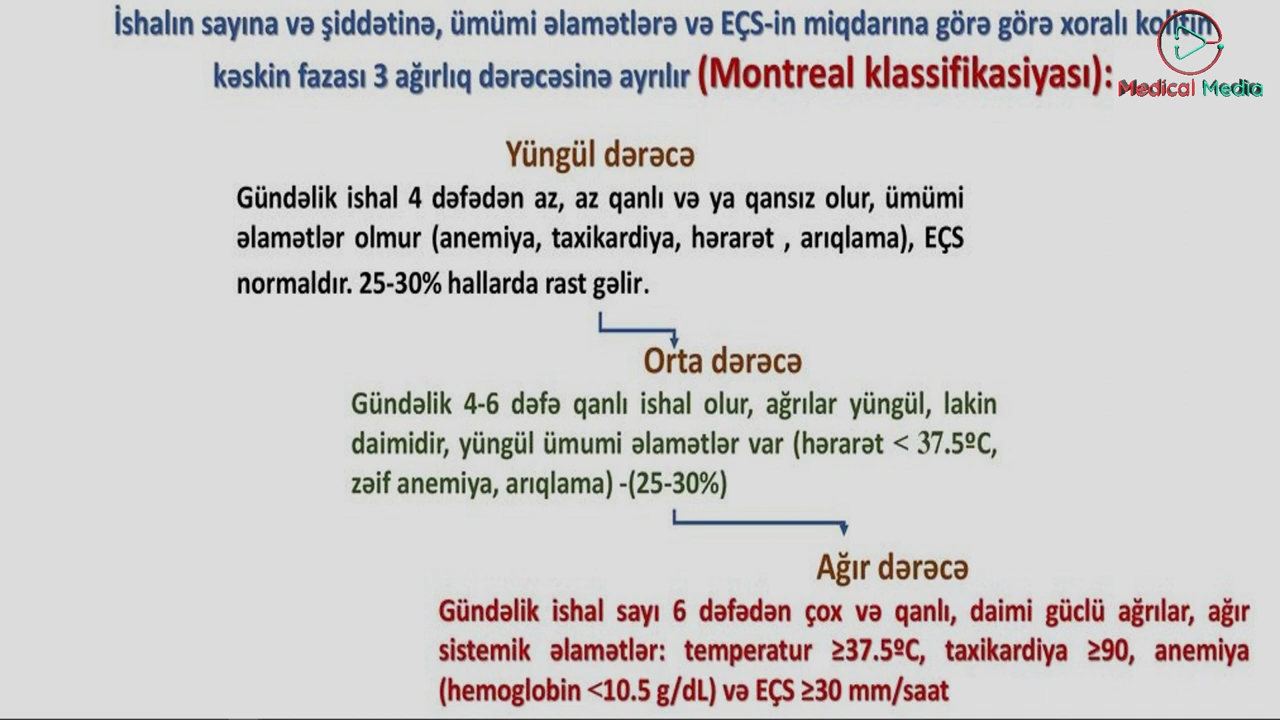 İshalın sayına və şiddətinə, ümümi əlamətlərə və EÇS-in miqdarına görə görə xoralı kolitin
kəskin fazası 3 ağırlıq dərəcəsinə ayrılır (Montreal klassifikasiyası):
Medical Media
Yüngül dərəcə
Gündəlik ishal 4 dəfədən az, az qanlı və ya qansız olur, ümümi
əlamətlər olmur (anemiya, taxikardiya, hərarət , arıqlama), EÇS
normaldır. 25-30% hallarda rast gəlir.
Orta dərəcə
Gündəlik 4-6 dəfə qanlı ishal olur, ağrılar yüngül, lakin
daimidir, yüngül ümumi əlamətlər var (hərarət < 37.5ºC,
zəif anemiya, arıqlama) -(25-30%)
Ağır dərəcə
Gündəlik ishal sayı 6 dəfədən çox və qanlı, daimi güclü ağrılar, ağır
sistemik əlamətlər: temperatur ≥37.5ºC, taxikardiya ≥90, anemiya
(hemoglobin <10.5 g/dL) və EÇS ≥30 mm/saat